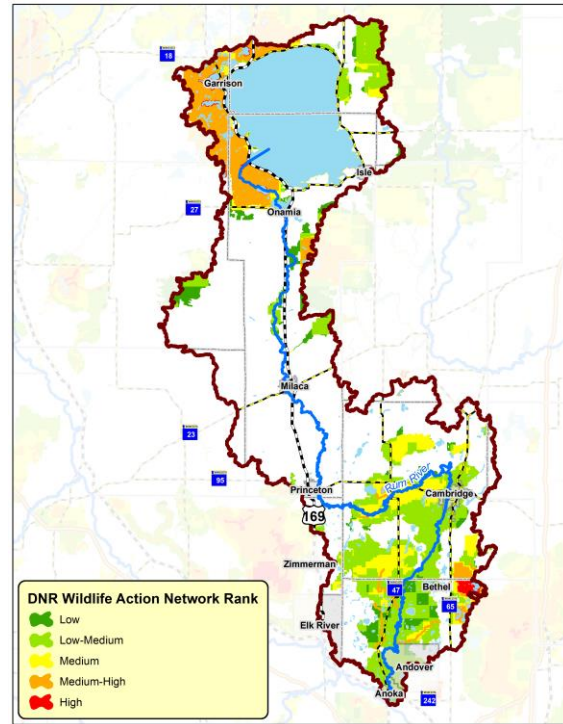 18
Garrison
Isle
27
Onamia
Milaca
23
95
Princeton
Rum River
Cambridge
169
Zimmerman
47
Bethel
65
Elk River
Andover
Anoka
242
DNR Wildlife Action Network Rank
Low
Low-Medium
Medium
Medium-High
High